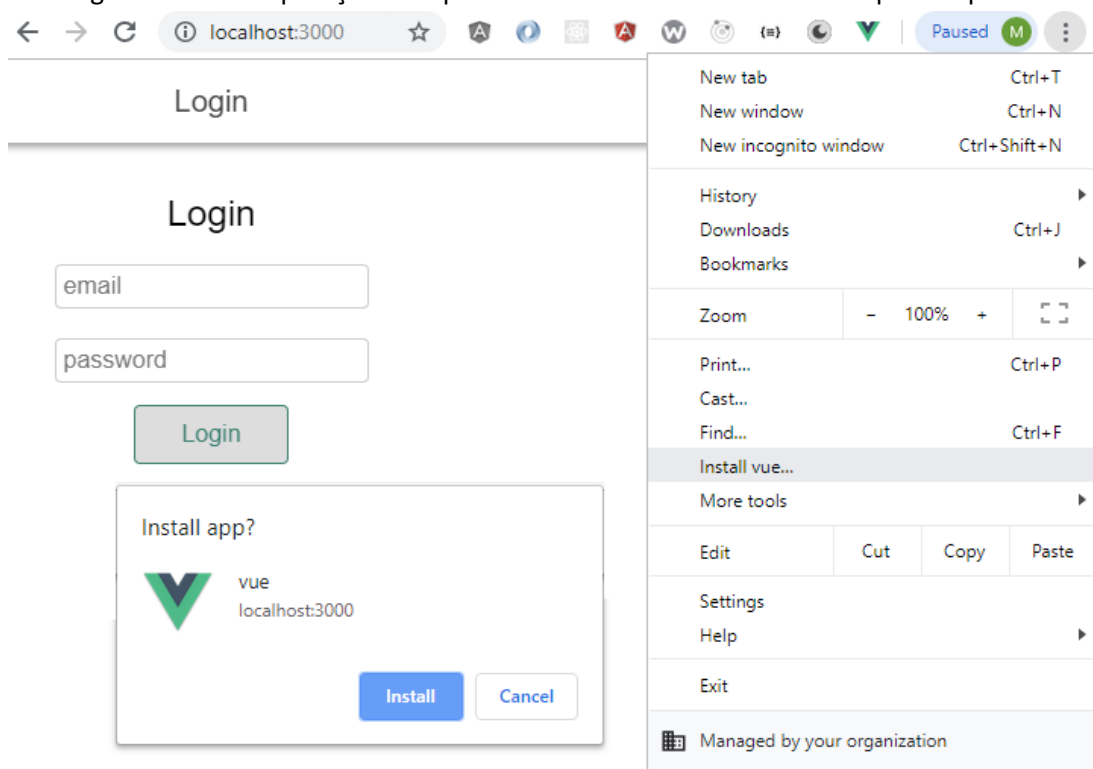 localhost:3000
{=}
Paused
M
Login
Login
email
password
Login
Install app?
vue
localhost:3000
Install Cancel
New tab Ctrl+T
New window Ctrl+N
New incognito window Ctrl+Shift+N
History
Downloads Ctrl+J
Bookmarks
Zoom - 100% +
Print... Ctrl+P
Cast...
Find... Ctrl+F
Install vue...
More tools
Edit Cut Copy Paste
Settings
Help
Exit
Managed by your organization